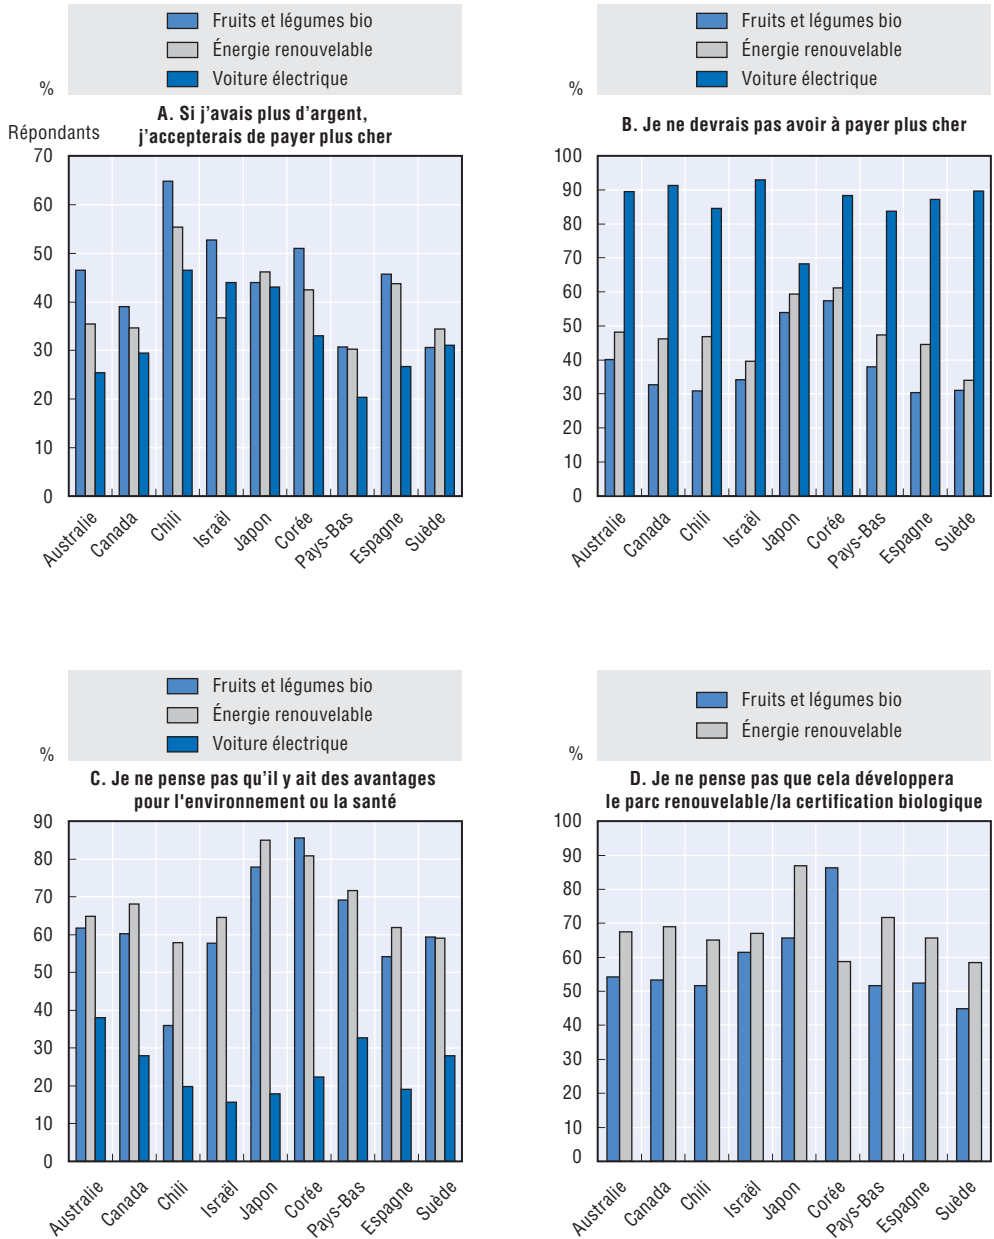 Fruits et légumes bio
Énergie renouvelable
Voiture électrique
%
A. Si j’avais plus d’argent,
j’accepterais de payer plus cher
Répondants
70
60
50
40
30
20
10
0
Australie
Canada
Chili
Israël
Japon
Corée
Pays-Bas
Espagne
Suède
Fruits et légumes bio
Énergie renouvelable
Voiture électrique
%
B. Je ne devrais pas avoir à payer plus cher
100
90
80
70
60
50
40
30
20
10
0
Australie
Canada
Chili
Israël
Japon
Corée
Pays-Bas
Espagne
Suède
Fruits et légumes bio
Énergie renouvelable
Voiture électrique
%
C. Je ne pense pas qu’il y ait des avantages
pour l'environnement ou la santé
90
80
70
60
50
40
30
20
10
0
Australie
Canada
Chili
Israël
Japon
Corée
Pays-Bas
Espagne
Suède
Fruits et légumes bio
Énergie renouvelable
%
D. Je ne pense pas que cela développera
le parc renouvelable/la certification biologique
100
90
80
70
60
50
40
30
20
10
0
Australie
Canada
Chili
Israël
Japon
Corée
Pays-Bas
Espagne
Suède